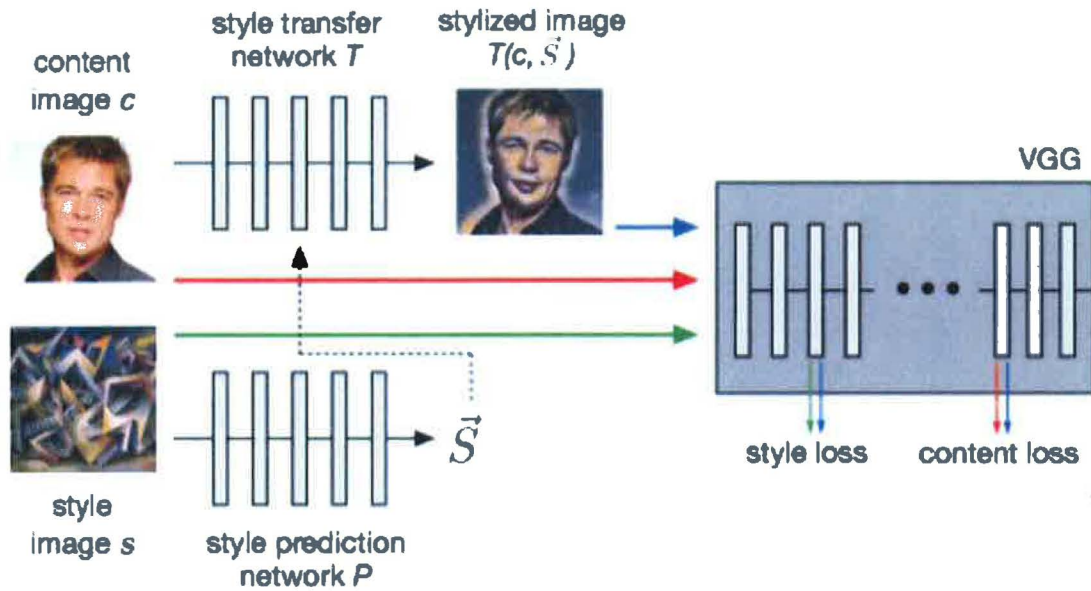 content
image c
style transfer
network T
stylized image
T(c, S⃗ )
VGG
style
image s
style prediction
network P
S⃗
style loss
content loss